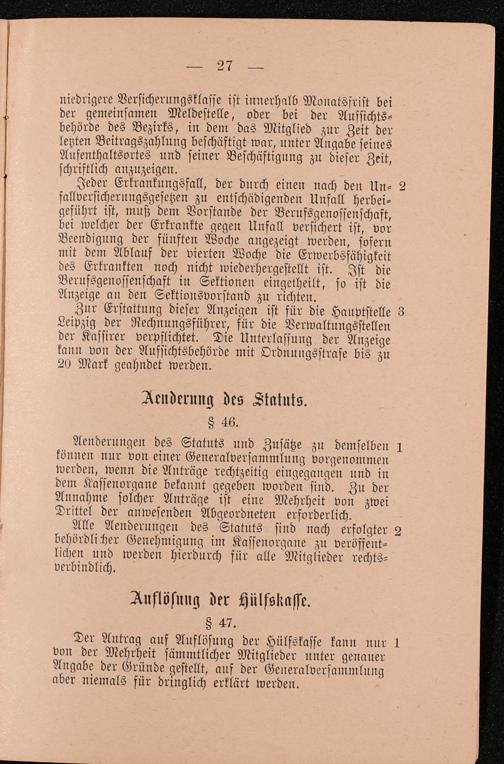 — 27 —
niedrigere Versicherungsklasse ist innerhalb Monatsfrist bei
der gemeinsamen Meldestelle, oder bei der Aufsichts=
behörde des Bezirks, in dem das Mitglied zur Zeit der
letzten Beitragszahlung beschäftigt war, unter Angabe seines
Aufenthaltsortes und seiner Beschäftigung zu dieser Zeit,
schriftlich anzuzeigen.
Jeder Erkrankungsfall, der durch einen nach den Un= 2
fallversicherungsgesetzen zu entschädigenden Unfall herbei=
geführt ist, muß dem Vorstande der Berufsgenossenschaft,
bei welcher der Erkrankte gegen Unfall versichert ist, vor
Beendigung der fünften Woche angezeigt werden, sofern
mit dem Ablauf der vierten Woche die Erwerbsfähigkeit
des Erkrankten noch nicht wiederhergestellt ist. Ist die
Berufsgenossenschaft in Sektionen eingetheilt, so ist die
Anzeige an den Sektionsvorstand zu richten.
Zur Erstattung dieser Anzeigen ist für die Hauptstelle 3
Leipzig der Rechnungsführer, für die Verwaltungsstellen
der Kassirer verpflichtet. Die Unterlassung der Anzeige
kann von der Aufsichtsbehörde mit Ordnungsstrafe bis zu
20 Mark geahndet werden.
Aenderung des Statuts.
§ 46.
Aenderungen des Statuts und Zusätze zu demselben 1
können nur von einer Generalversammlung vorgenommen
werden, wenn die Anträge rechtzeitig eingegangen und in
dem Kassenorgane bekannt gegeben worden sind. Zu der
Annahme solcher Anträge ist eine Mehrheit von zwei
Drittel der anwesenden Abgeordneten erforderlich.
Alle Aenderungen des Statuts sind nach erfolgter 2
behördlicher Genehmigung im Kassenorgane zu veröffent=
lichen und werden hierdurch für alle Mitglieder rechts=
verbindlich.
Auflösung der Hülfskasse.
§ 47.
Der Antrag auf Auflösung der Hülfskasse kann nur 1
von der Mehrheit sämmtlicher Mitglieder unter genauer
Angabe der Gründe gestellt, auf der Generalversammlung
aber niemals für dringlich erklärt werden.